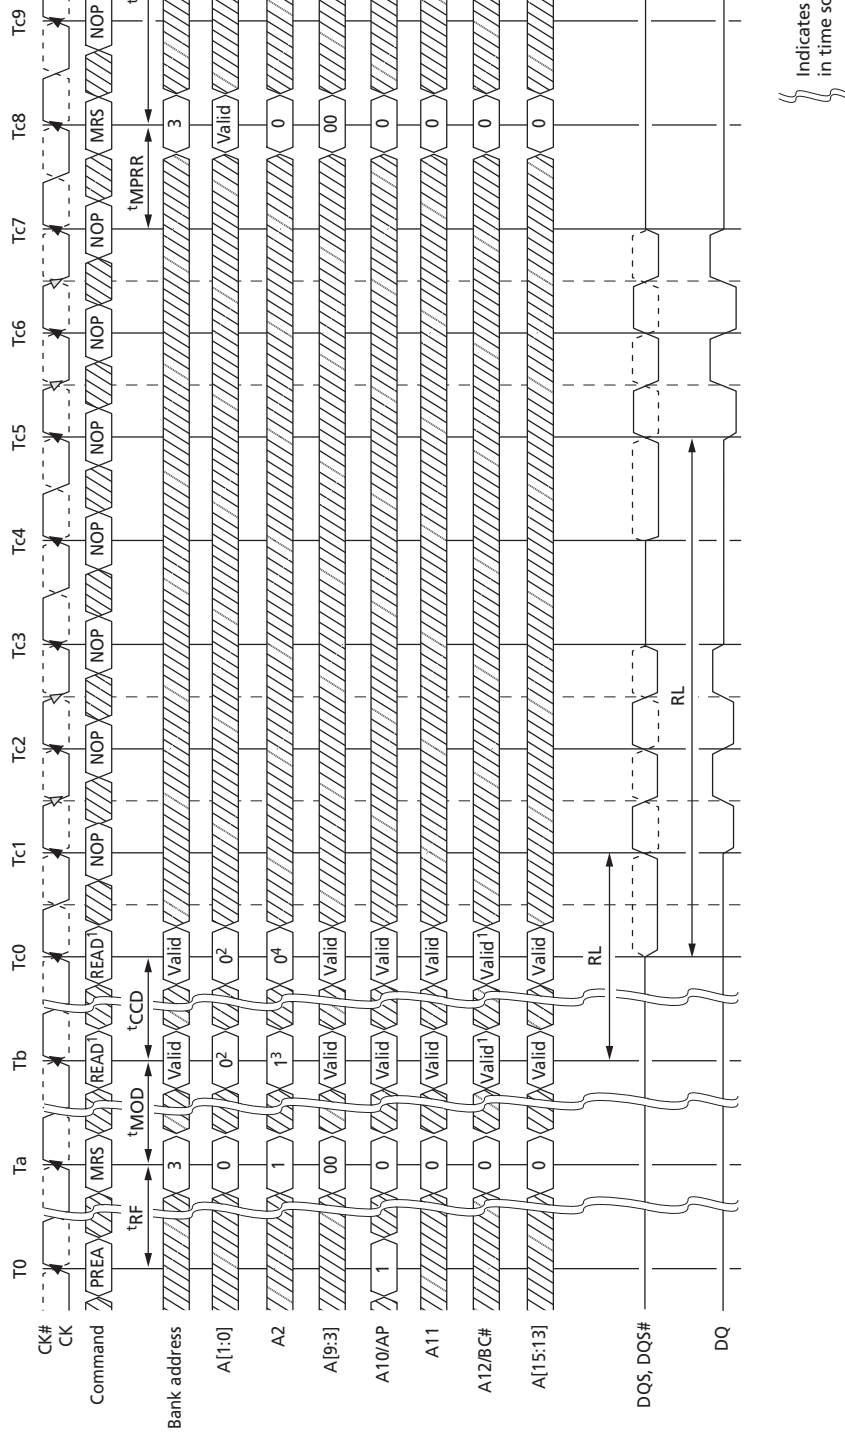 T0 Ta Tb Tc0 Tc1 Tc2 Tc3 Tc4 Tc5 Tc6 Tc7 Tc8 Tc9
CK#
CK
Command PREA MRS READ1 READ1 NOP NOP NOP NOP NOP NOP NOP MRS NOP
tRF tMOD tCCD tMPRR t
Bank address 3 Valid Valid 3
A[1:0] 0 02 02 Valid
A2 1 13 04 0
A[9:3] 00 Valid Valid 00
A10/AP 1 0 Valid Valid 0
A11 0 Valid Valid 0
A12/BC# 0 Valid1 Valid1 0
A[15:13] 0 Valid Valid 0
RL
DQS, DQS#
RL
DQ
Indicates
in time sc